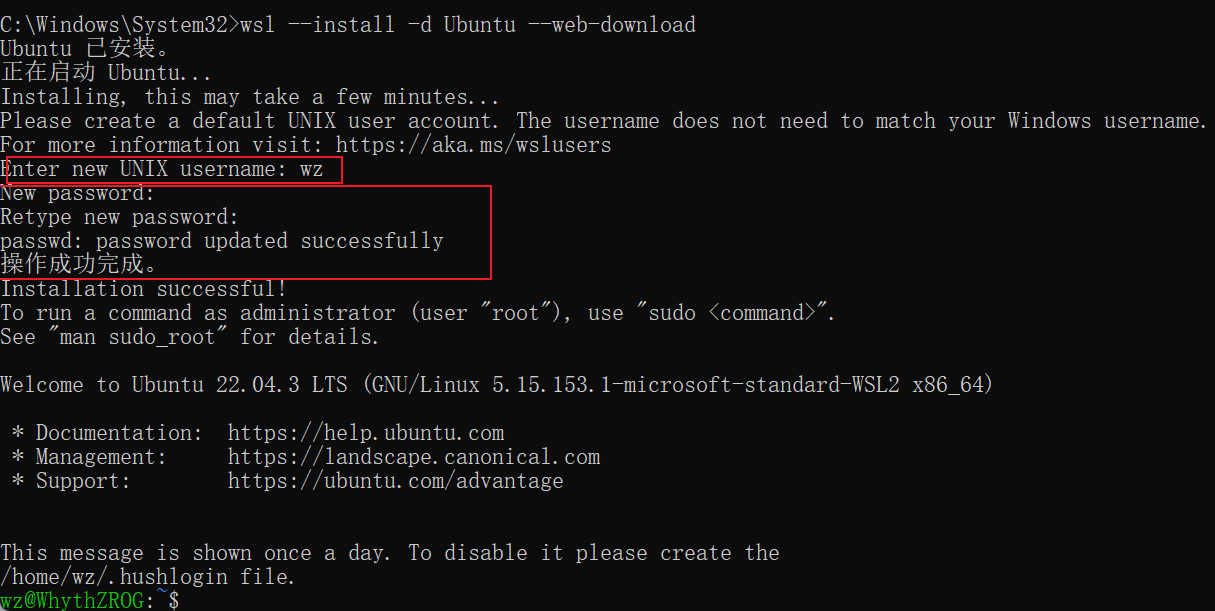 C:\Windows\System32>wsl --install -d Ubuntu --web-download
Ubuntu 已安装。
正在启动 Ubuntu...
Installing, this may take a few minutes...
Please create a default UNIX user account. The username does not need to match your Windows username.
For more information visit: https://aka.ms/wslusers
Enter new UNIX username: wz
New password:
Retype new password:
passwd: password updated successfully
操作成功完成。
Installation successful!
To run a command as administrator (user "root"), use "sudo <command>".
See "man sudo_root" for details.
Welcome to Ubuntu 22.04.3 LTS (GNU/Linux 5.15.153.1-microsoft-standard-WSL2 x86_64)
* Documentation:  https://help.ubuntu.com
* Management:     https://landscape.canonical.com
* Support:        https://ubuntu.com/advantage
This message is shown once a day. To disable it please create the
/home/wz/.hushlogin file.
wz@WhythZROG:~$